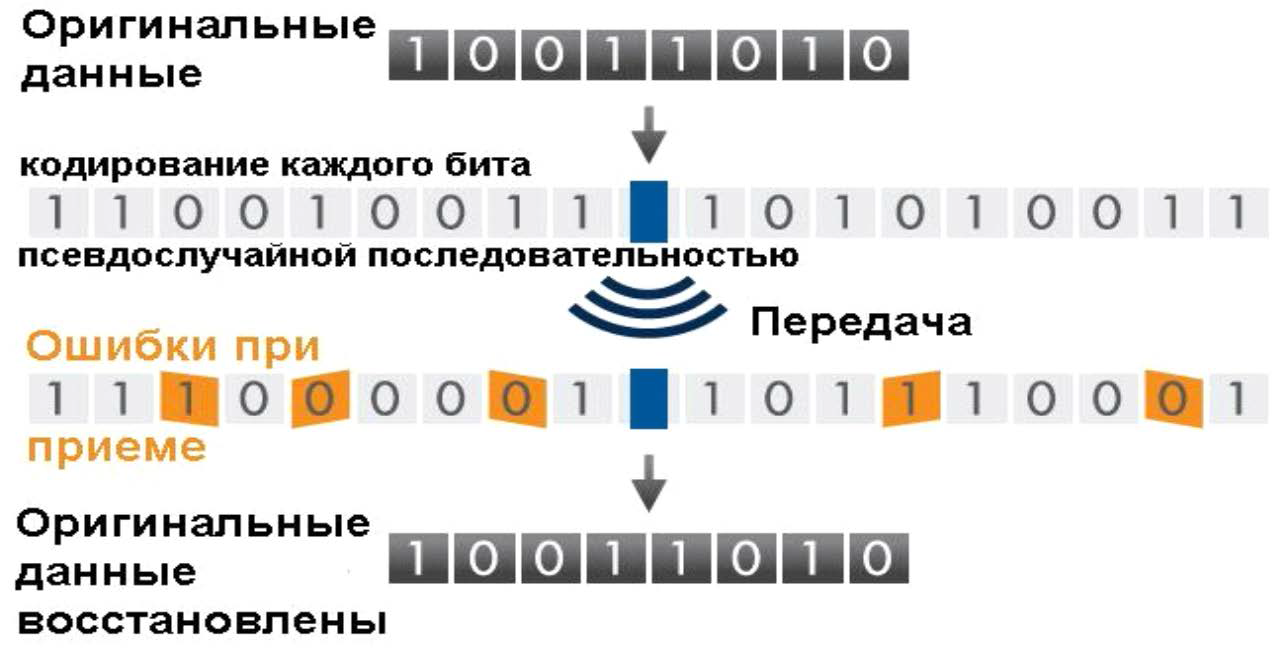 Оригинальные
данные
1 0 0 1 1 0 1 0
кодирование каждого бита
1 1 0 0 1 0 0 1 1 1 0 1 0 1 0 0 1 1
псевдослучайной последовательностью
Передача
Ошибки при
1 1 1 0 0 0 0 0 1 1 0 1 1 1 0 0 0 1
приеме
Оригинальные
данные
восстановлены
1 0 0 1 1 0 1 0